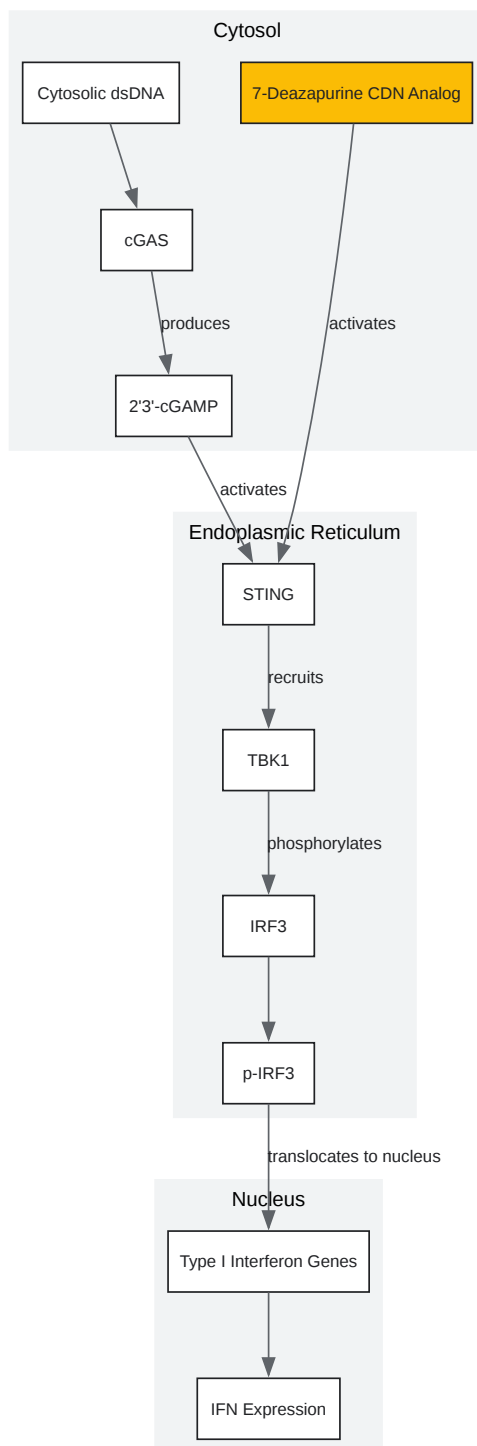 Cytosol
Cytosolic dsDNA
7-Deazapurine CDN Analog
cGAS
produces
activates
2'3'-cGAMP
activates
Endoplasmic Reticulum
STING
recruits
TBK1
phosphorylates
IRF3
p-IRF3
translocates to nucleus
Nucleus
Type I Interferon Genes
IFN Expression